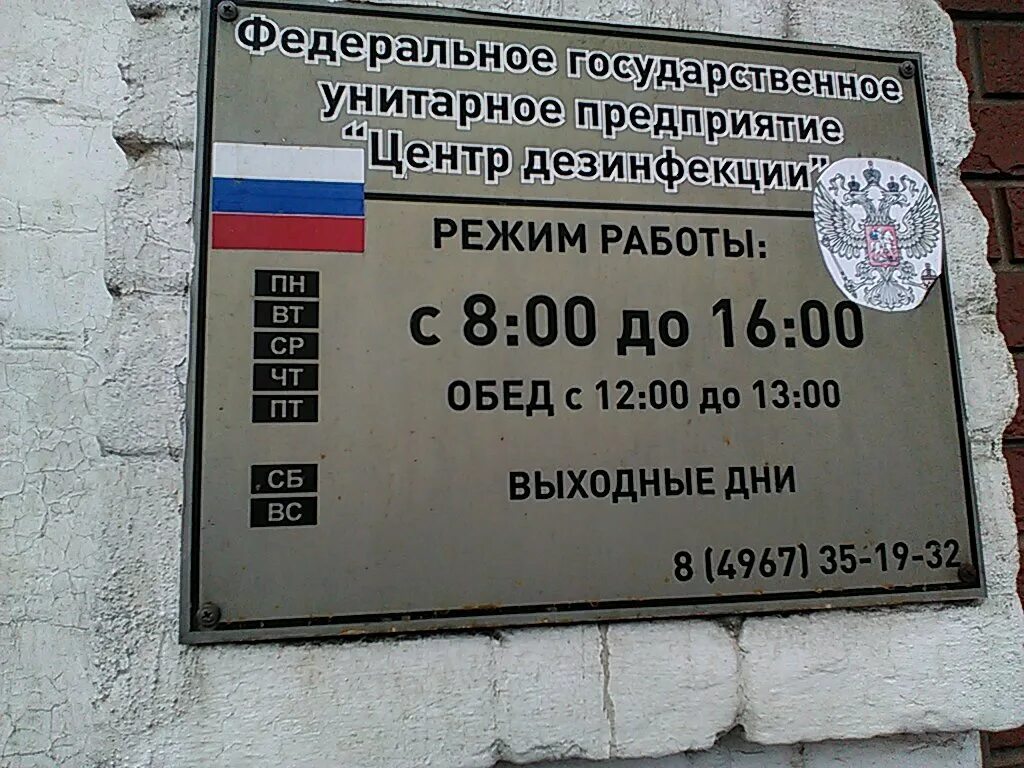 Федеральное государственное
унитарное предприятие
“Центр дезинфекции”
РЕЖИМ РАБОТЫ:
ПН
ВТ
СР
ЧТ
ПТ
с 8:00 до 16:00
ОБЕД с 12:00 до 13:00
СБ
ВС
ВЫХОДНЫЕ ДНИ
8 (4967) 35-19-32